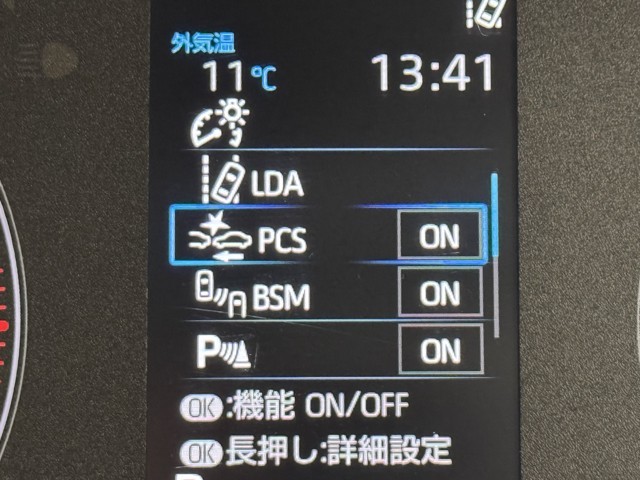 外気温
11℃ 13:41
LDA
PCS ON
BSM ON
P ON
OK:機能 ON/OFF
OK長押し:詳細設定